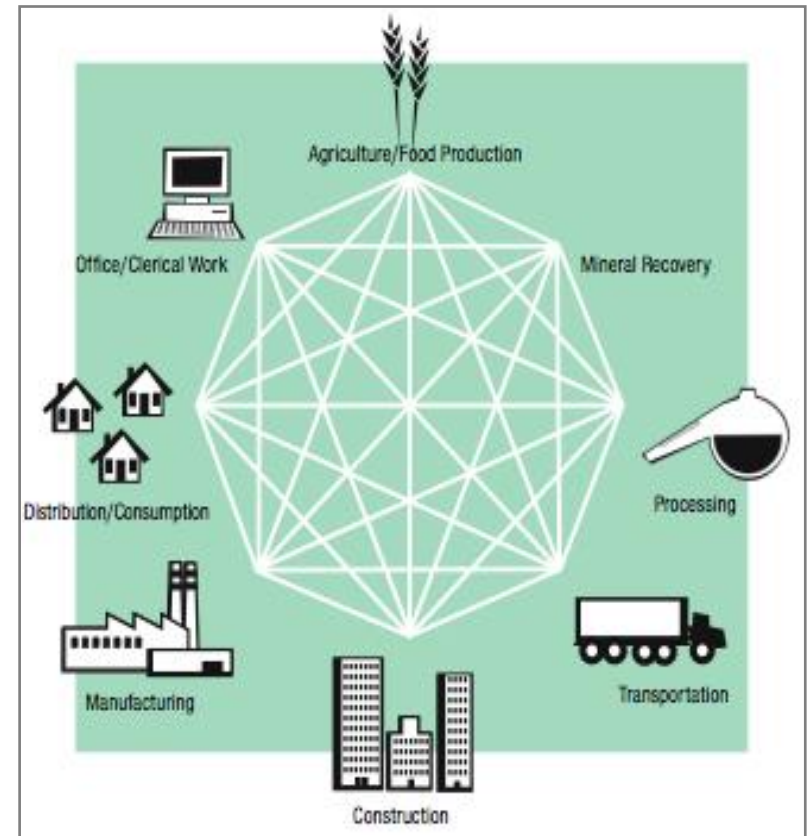 Agriculture/Food Production
Office/Clerical Work
Mineral Recovery
Distribution/Consumption
Processing
Manufacturing
Transportation
Construction